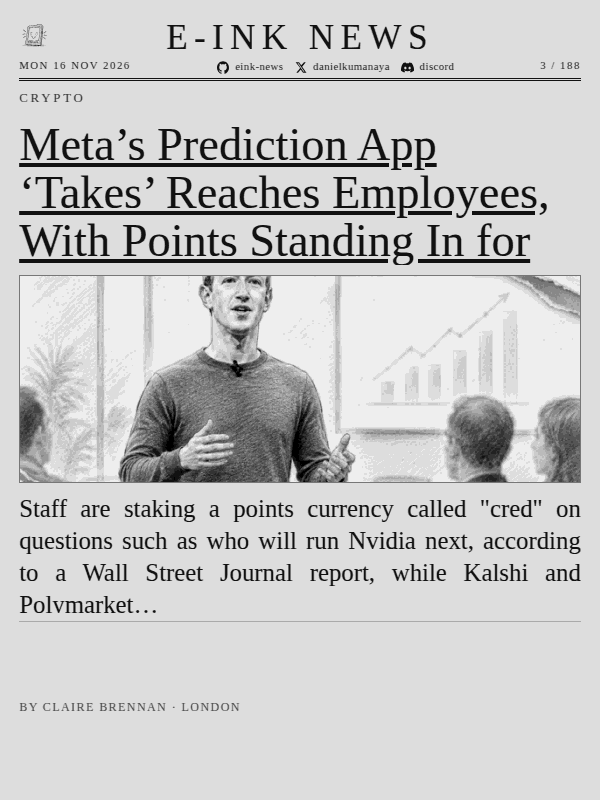 E-INK NEWS
MON 16 NOV 2026
eink-news danielkumanaya discord
3 / 188
CRYPTO
Meta’s Prediction App
‘Takes’ Reaches Employees,
With Points Standing In for
Staff are staking a points currency called "cred" on
questions such as who will run Nvidia next, according
to a Wall Street Journal report, while Kalshi and
Polymarket…
BY CLAIRE BRENNAN · LONDON